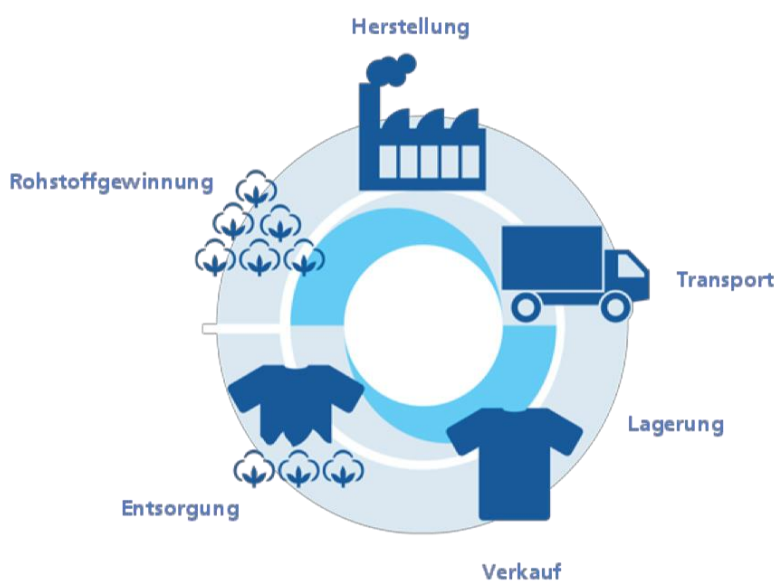 Herstellung
Rohstoffgewinnung
Transport
Lagerung
Entsorgung
Verkauf